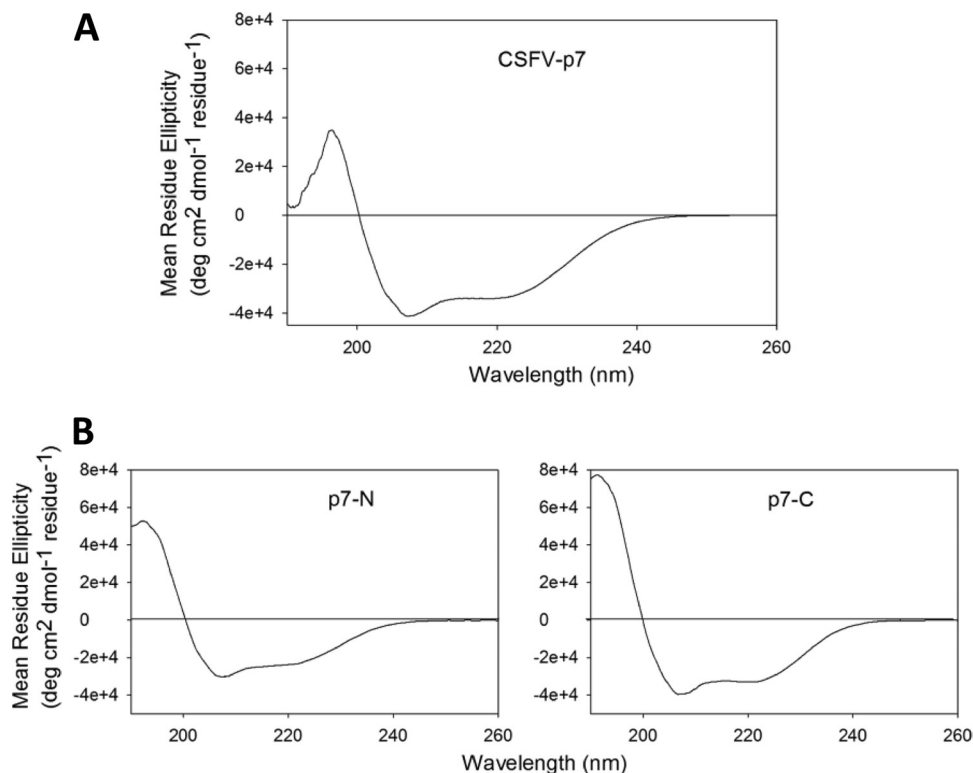 A
CSFV-p7
Mean Residue Ellipticity
(deg cm2 dmol-1 residue-1)
8e+4
6e+4
4e+4
2e+4
0
-2e+4
-4e+4
200
220
240
260
Wavelength (nm)
B
p7-N
p7-C
Mean Residue Ellipticity
(deg cm2 dmol-1 residue-1)
8e+4
6e+4
4e+4
2e+4
0
-2e+4
-4e+4
200
220
240
260
8e+4
6e+4
4e+4
2e+4
0
-2e+4
-4e+4
200
220
240
260
Wavelength (nm)